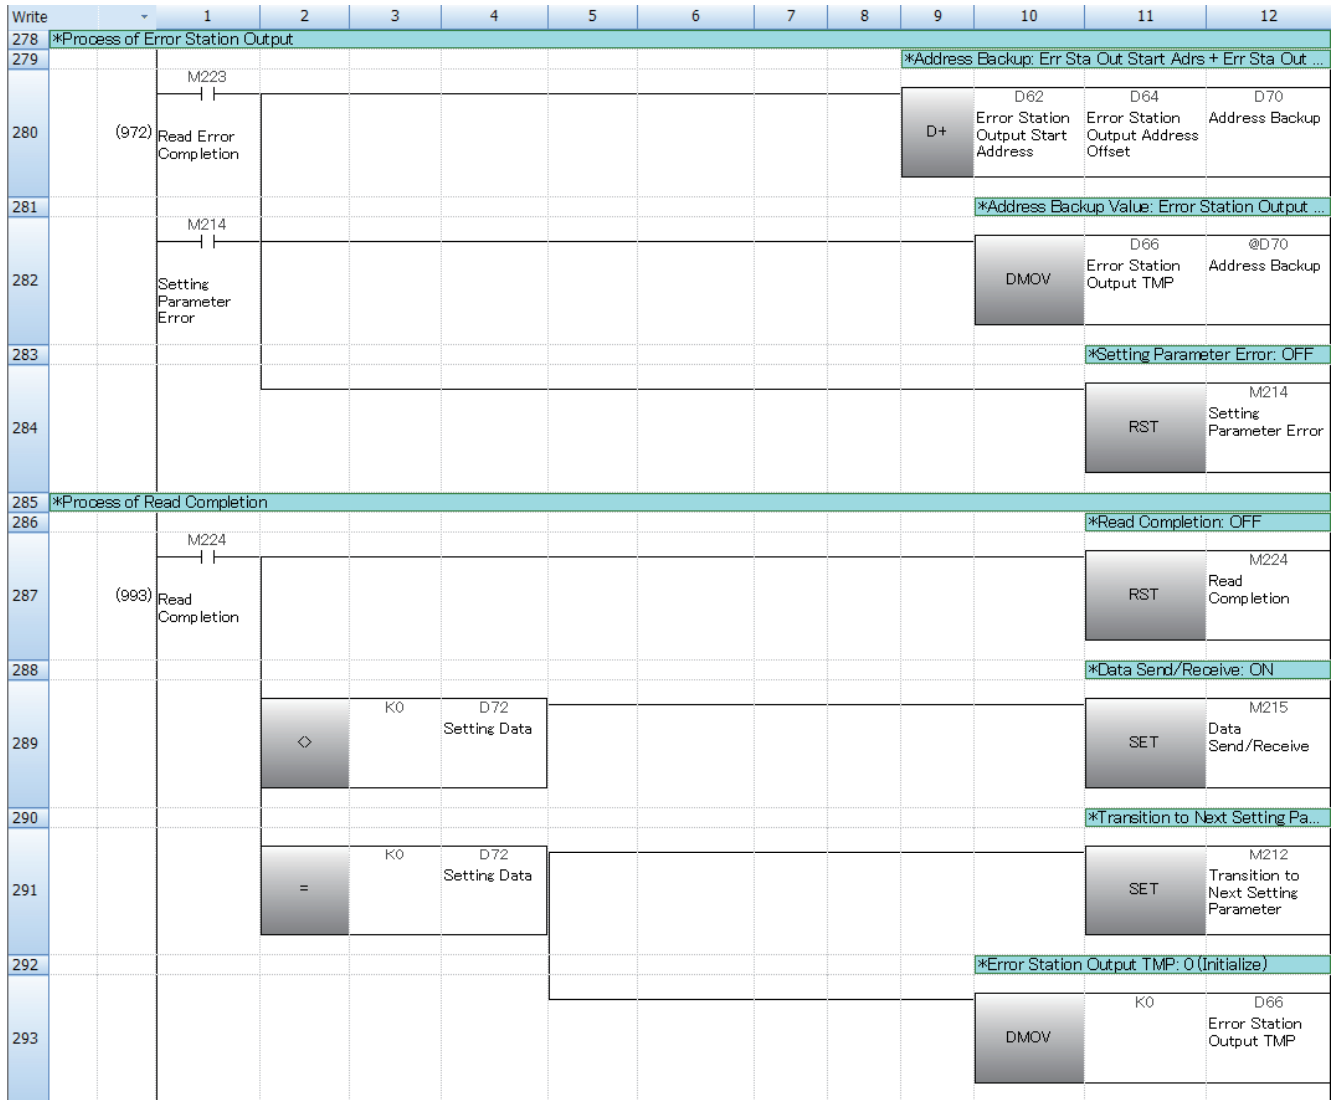 Write 1 2 3 4 5 6 7 8 9 10 11 12
278 *Process of Error Station Output
279 *Address Backup: Err Sta Out Start Adrs + Err Sta Out ...
M223
D62 D64 D70
280 (972) Read Error D+ Error Station Error Station Address Backup
Completion Output Start Output Address
Address Offset
281 *Address Backup Value: Error Station Output ...
M214
D66 @D70
282 Setting DMOV Error Station Address Backup
Parameter Output TMP
Error
283 *Setting Parameter Error: OFF
M214
284 RST Setting
Parameter Error
285 *Process of Read Completion
286 *Read Completion: OFF
M224
M224
287 (993) Read RST Read
Completion Completion
288 *Data Send/Receive: ON
K0 D72 M215
289 <> Setting Data SET Data
Send/Receive
290 *Transition to Next Setting Pa...
K0 D72 M212
291 = Setting Data SET Transition to
Next Setting
Parameter
292 *Error Station Output TMP: 0 (Initialize)
K0 D66
293 DMOV Error Station
Output TMP